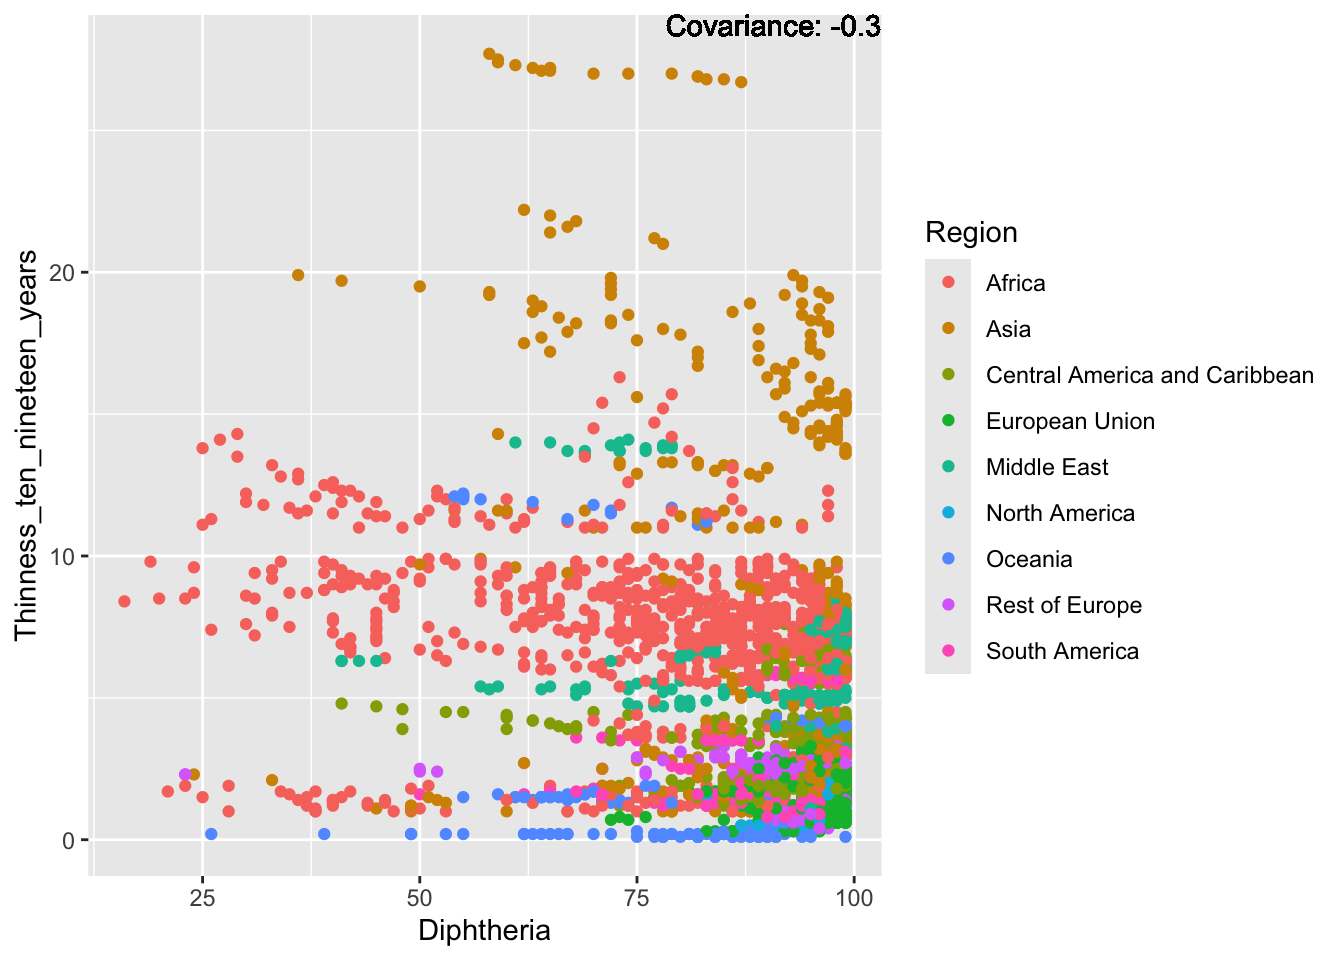 Covariance: -0.3
Thinness_ten_nineteen_years
20
10
0
25 50 75 100
Diphtheria
Region
Africa
Asia
Central America and Caribbean
European Union
Middle East
North America
Oceania
Rest of Europe
South America